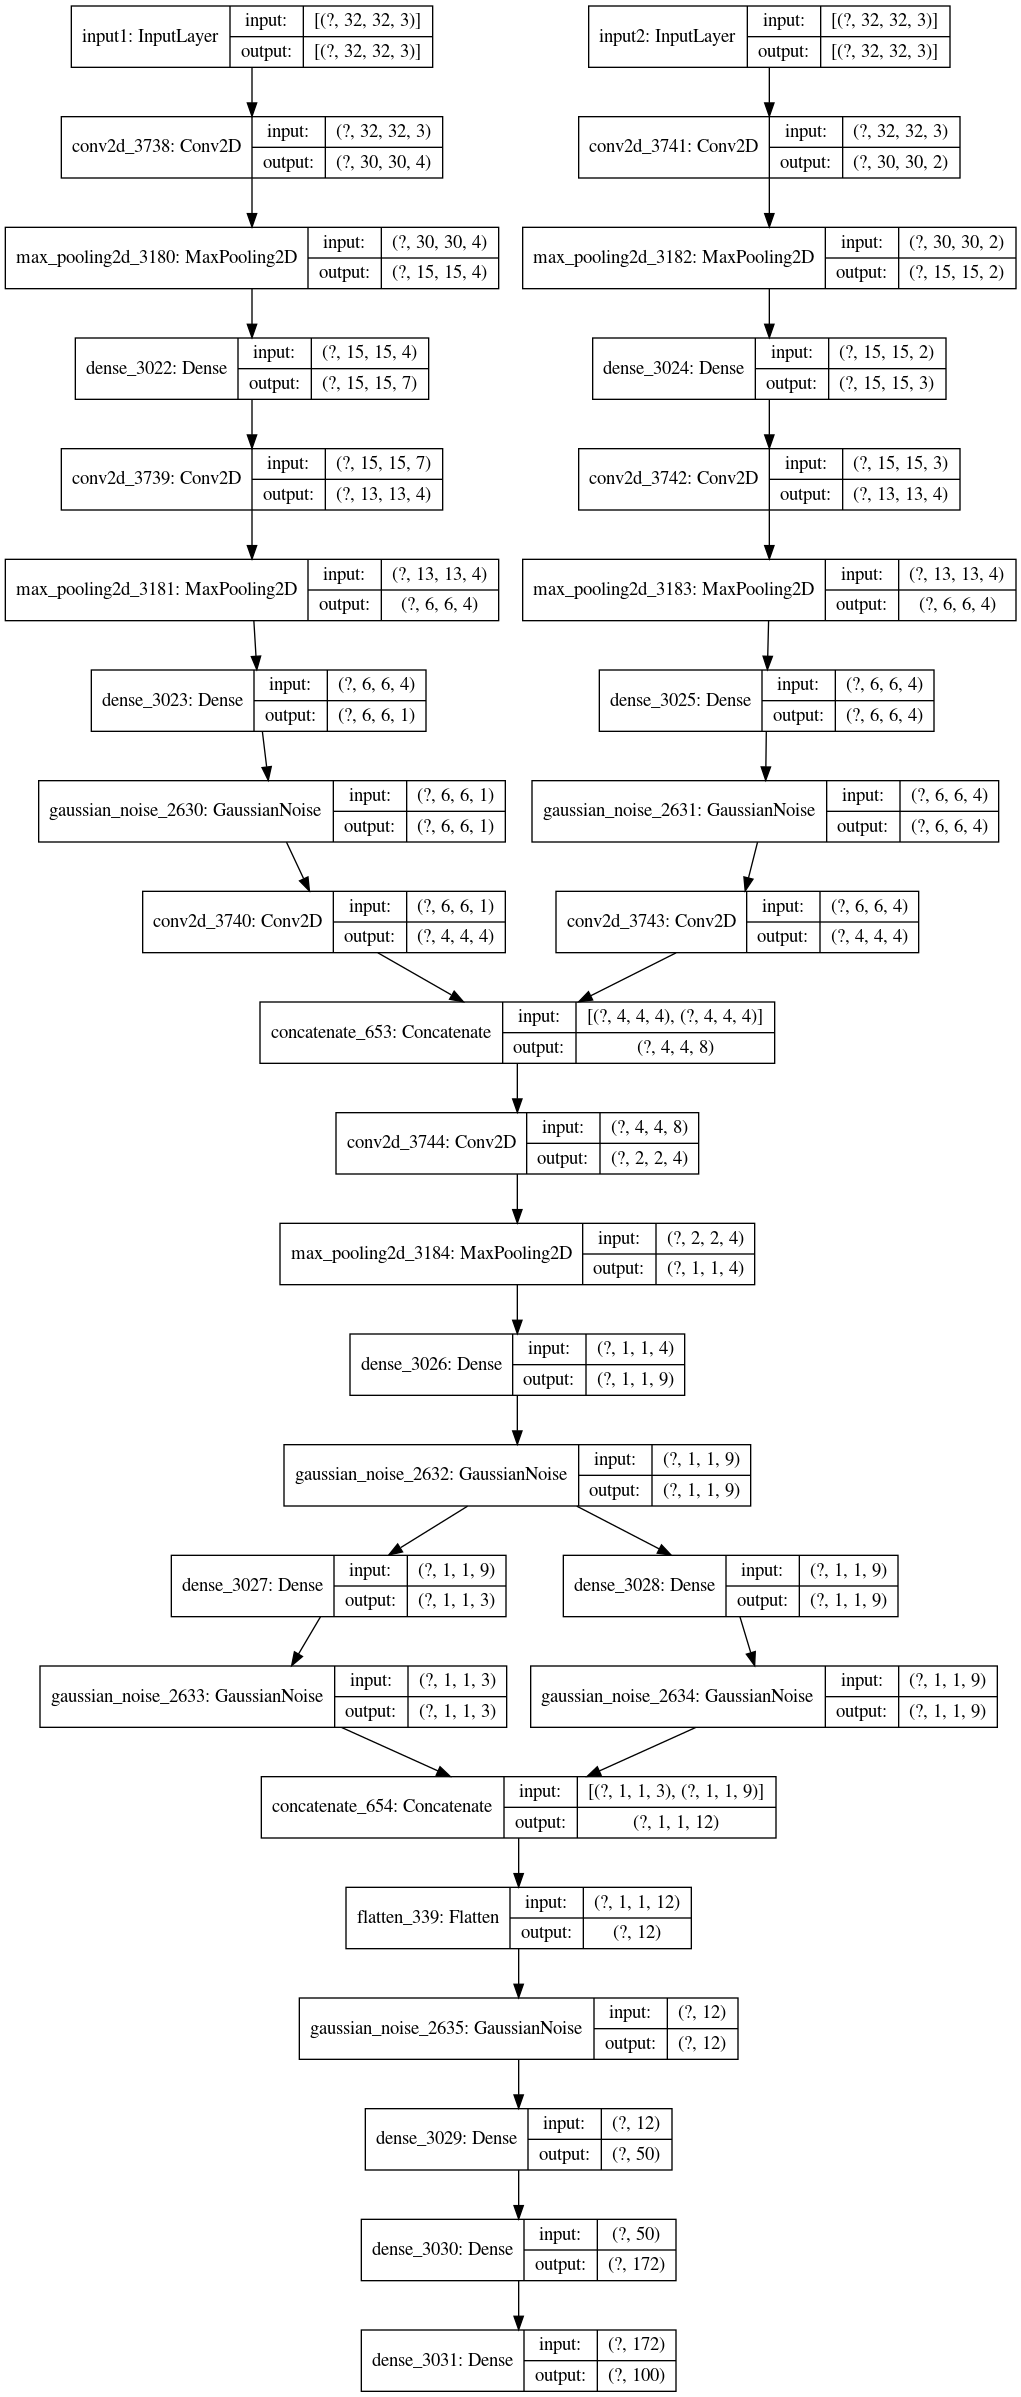 input1: InputLayer
input: [(?, 32, 32, 3)]
output: [(?, 32, 32, 3)]
input2: InputLayer
input: [(?, 32, 32, 3)]
output: [(?, 32, 32, 3)]
conv2d_3738: Conv2D
input: (?, 32, 32, 3)
output: (?, 30, 30, 4)
conv2d_3741: Conv2D
input: (?, 32, 32, 3)
output: (?, 30, 30, 2)
max_pooling2d_3180: MaxPooling2D
input: (?, 30, 30, 4)
output: (?, 15, 15, 4)
max_pooling2d_3182: MaxPooling2D
input: (?, 30, 30, 2)
output: (?, 15, 15, 2)
dense_3022: Dense
input: (?, 15, 15, 4)
output: (?, 15, 15, 7)
dense_3024: Dense
input: (?, 15, 15, 2)
output: (?, 15, 15, 3)
conv2d_3739: Conv2D
input: (?, 15, 15, 7)
output: (?, 13, 13, 4)
conv2d_3742: Conv2D
input: (?, 15, 15, 3)
output: (?, 13, 13, 4)
max_pooling2d_3181: MaxPooling2D
input: (?, 13, 13, 4)
output: (?, 6, 6, 4)
max_pooling2d_3183: MaxPooling2D
input: (?, 13, 13, 4)
output: (?, 6, 6, 4)
dense_3023: Dense
input: (?, 6, 6, 4)
output: (?, 6, 6, 1)
dense_3025: Dense
input: (?, 6, 6, 4)
output: (?, 6, 6, 4)
gaussian_noise_2630: GaussianNoise
input: (?, 6, 6, 1)
output: (?, 6, 6, 1)
gaussian_noise_2631: GaussianNoise
input: (?, 6, 6, 4)
output: (?, 6, 6, 4)
conv2d_3740: Conv2D
input: (?, 6, 6, 1)
output: (?, 4, 4, 4)
conv2d_3743: Conv2D
input: (?, 6, 6, 4)
output: (?, 4, 4, 4)
concatenate_653: Concatenate
input: [(?, 4, 4, 4), (?, 4, 4, 4)]
output: (?, 4, 4, 8)
conv2d_3744: Conv2D
input: (?, 4, 4, 8)
output: (?, 2, 2, 4)
max_pooling2d_3184: MaxPooling2D
input: (?, 2, 2, 4)
output: (?, 1, 1, 4)
dense_3026: Dense
input: (?, 1, 1, 4)
output: (?, 1, 1, 9)
gaussian_noise_2632: GaussianNoise
input: (?, 1, 1, 9)
output: (?, 1, 1, 9)
dense_3027: Dense
input: (?, 1, 1, 9)
output: (?, 1, 1, 3)
dense_3028: Dense
input: (?, 1, 1, 9)
output: (?, 1, 1, 9)
gaussian_noise_2633: GaussianNoise
input: (?, 1, 1, 3)
output: (?, 1, 1, 3)
gaussian_noise_2634: GaussianNoise
input: (?, 1, 1, 9)
output: (?, 1, 1, 9)
concatenate_654: Concatenate
input: [(?, 1, 1, 3), (?, 1, 1, 9)]
output: (?, 1, 1, 12)
flatten_339: Flatten
input: (?, 1, 1, 12)
output: (?, 12)
gaussian_noise_2635: GaussianNoise
input: (?, 12)
output: (?, 12)
dense_3029: Dense
input: (?, 12)
output: (?, 50)
dense_3030: Dense
input: (?, 50)
output: (?, 172)
dense_3031: Dense
input: (?, 172)
output: (?, 100)